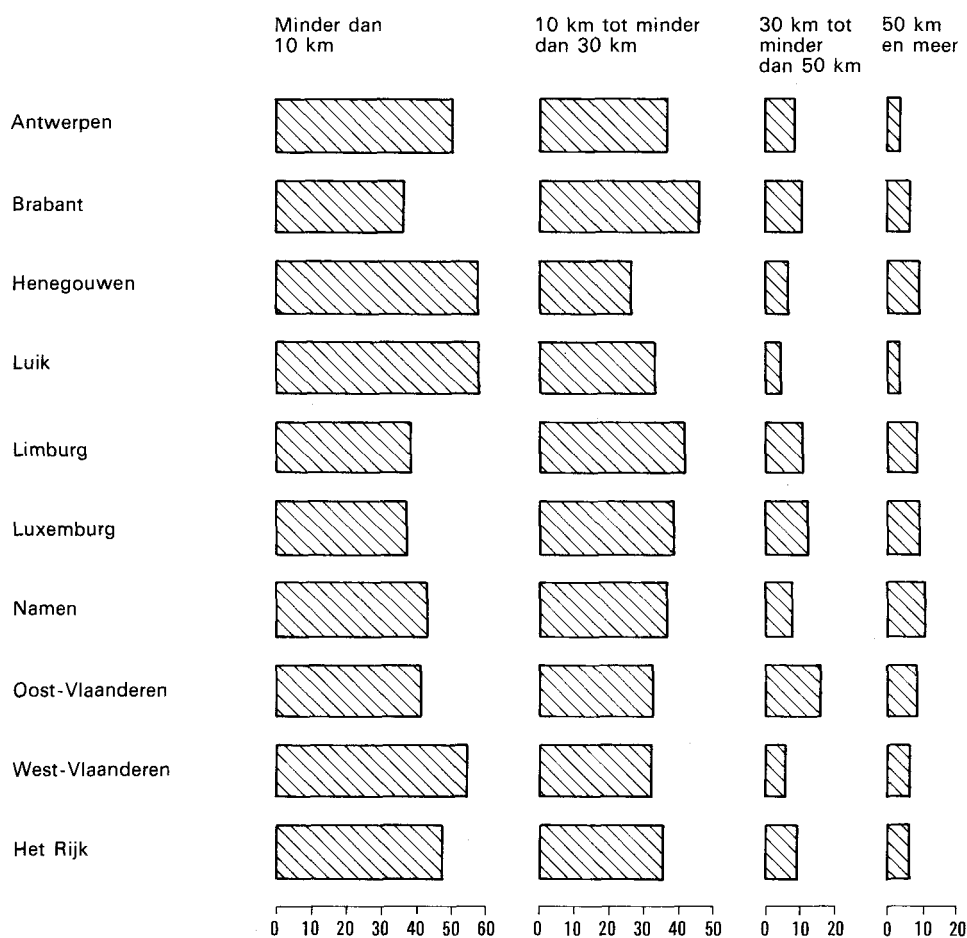 Minder dan
10 km
10 km tot minder
dan 30 km
30 km tot
minder
dan 50 km
50 km
en meer
Antwerpen
Brabant
Henegouwen
Luik
Limburg
Luxemburg
Namen
Oost-Vlaanderen
West-Vlaanderen
Het Rijk
0 10 20 30 40 50 60
0 10 20 30 40 50
0 10 20
0 10 20